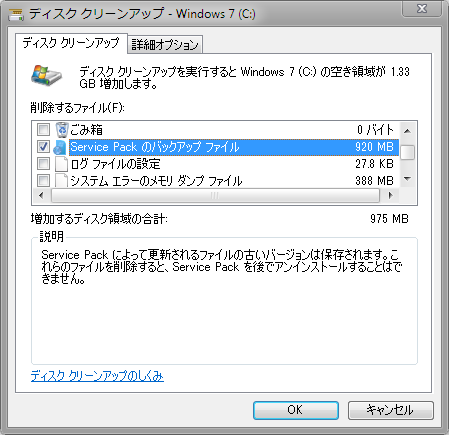 ディスク クリーンアップ - Windows 7 (C:)
ディスク クリーンアップ 詳細オプション
ディスク クリーンアップを実行すると Windows 7 (C:) の空き領域が 1.33
GB 増加します。
削除するファイル(F):
ごみ箱 0 バイト
Service Pack のバックアップ ファイル 920 MB
ログ ファイルの設定 27.8 KB
システム エラーのメモリ ダンプ ファイル 388 MB
増加するディスク領域の合計: 975 MB
説明
Service Pack によって更新されるファイルの古いバージョンは保存されます。こ
れらのファイルを削除すると、Service Pack を後でアンインストールすることはで
きません。
ディスク クリーンアップのしくみ
OK キャンセル